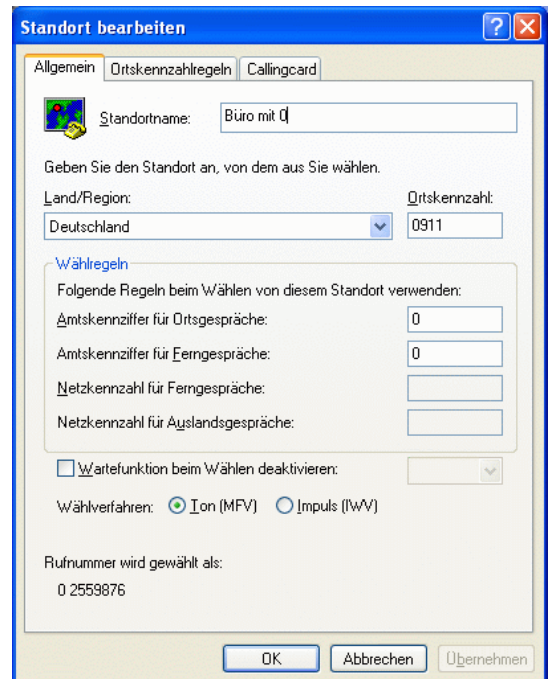 Standort bearbeiten
Allgemein Ortskennzahlregeln Callingcard
Standortname: Büro mit 0
Geben Sie den Standort an, von dem aus Sie wählen.
Land/Region: Ortskennzahl:
Deutschland 0911
Wählregeln
Folgende Regeln beim Wählen von diesem Standort verwenden:
Amtskennziffer für Ortsgespräche: 0
Amtskennziffer für Ferngespräche: 0
Netzkennzahl für Ferngespräche:
Netzkennzahl für Auslandsgespräche:
Wartefunktion beim Wählen deaktivieren:
Wählverfahren: Ton (MFV) Impuls (IWV)
Rufnummer wird gewählt als:
0 2559876
OK Abbrechen Übernehmen